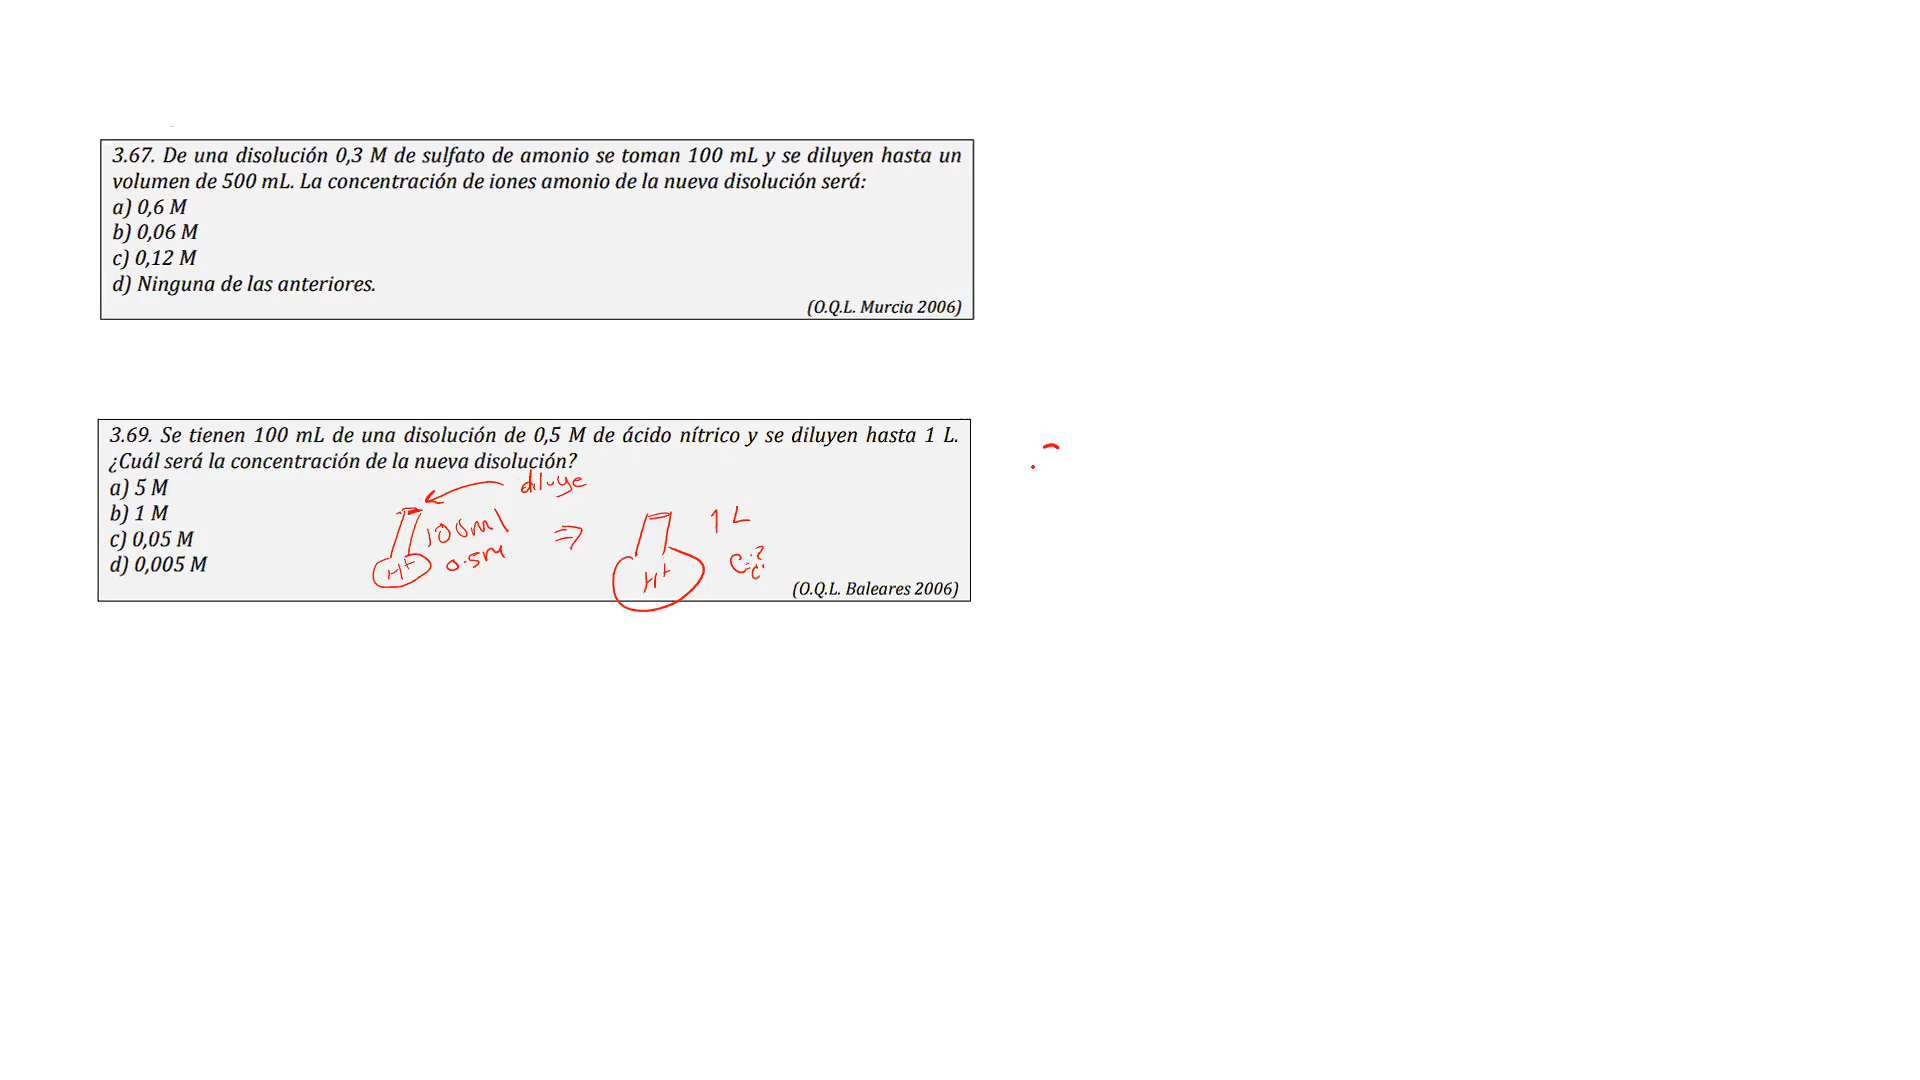 3.67. De una disolución 0,3 M de sulfato de amonio se toman 100 mL y se diluyen hasta un
volumen de 500 mL. La concentración de iones amonio de la nueva disolución será:
a) 0,6 M
b) 0,06 M
c) 0,12 M
d) Ninguna de las anteriores.
(O.Q.L. Murcia 2006)
3.69. Se tienen 100 mL de una disolución de 0,5 M de ácido nítrico y se diluyen hasta 1 L.
¿Cuál será la concentración de la nueva disolución?
a) 5 M
b) 1 M
c) 0,05 M
d) 0,005 M
diluye
100ml
0.5M
H+
⇒
H+
1 L
(O.Q.L. Baleares 2006)